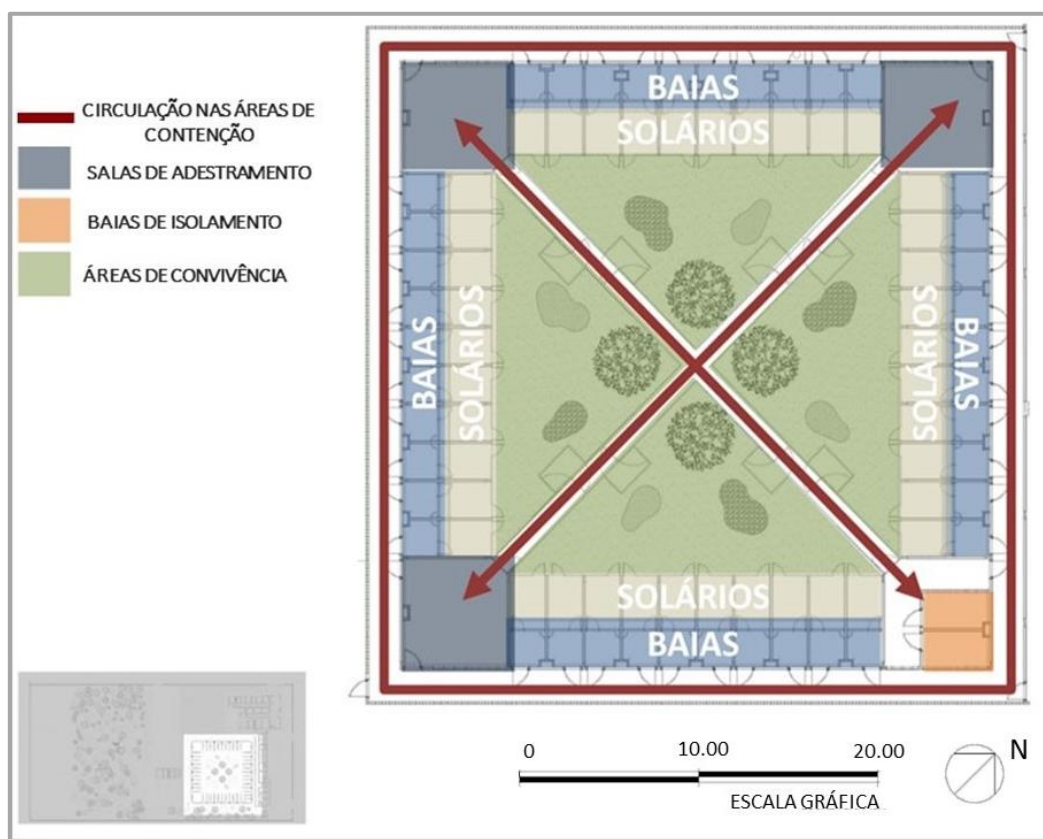 CIRCULAÇÃO NAS ÁREAS DE
CONTENÇÃO
SALAS DE ADESTRAMENTO
BAIAS DE ISOLAMENTO
ÁREAS DE CONVIVÊNCIA
BAIAS
SOLÁRIOS
BAIAS
SOLÁRIOS
SOLÁRIOS
BAIAS
SOLÁRIOS
BAIAS
0 10.00 20.00
ESCALA GRÁFICA
N